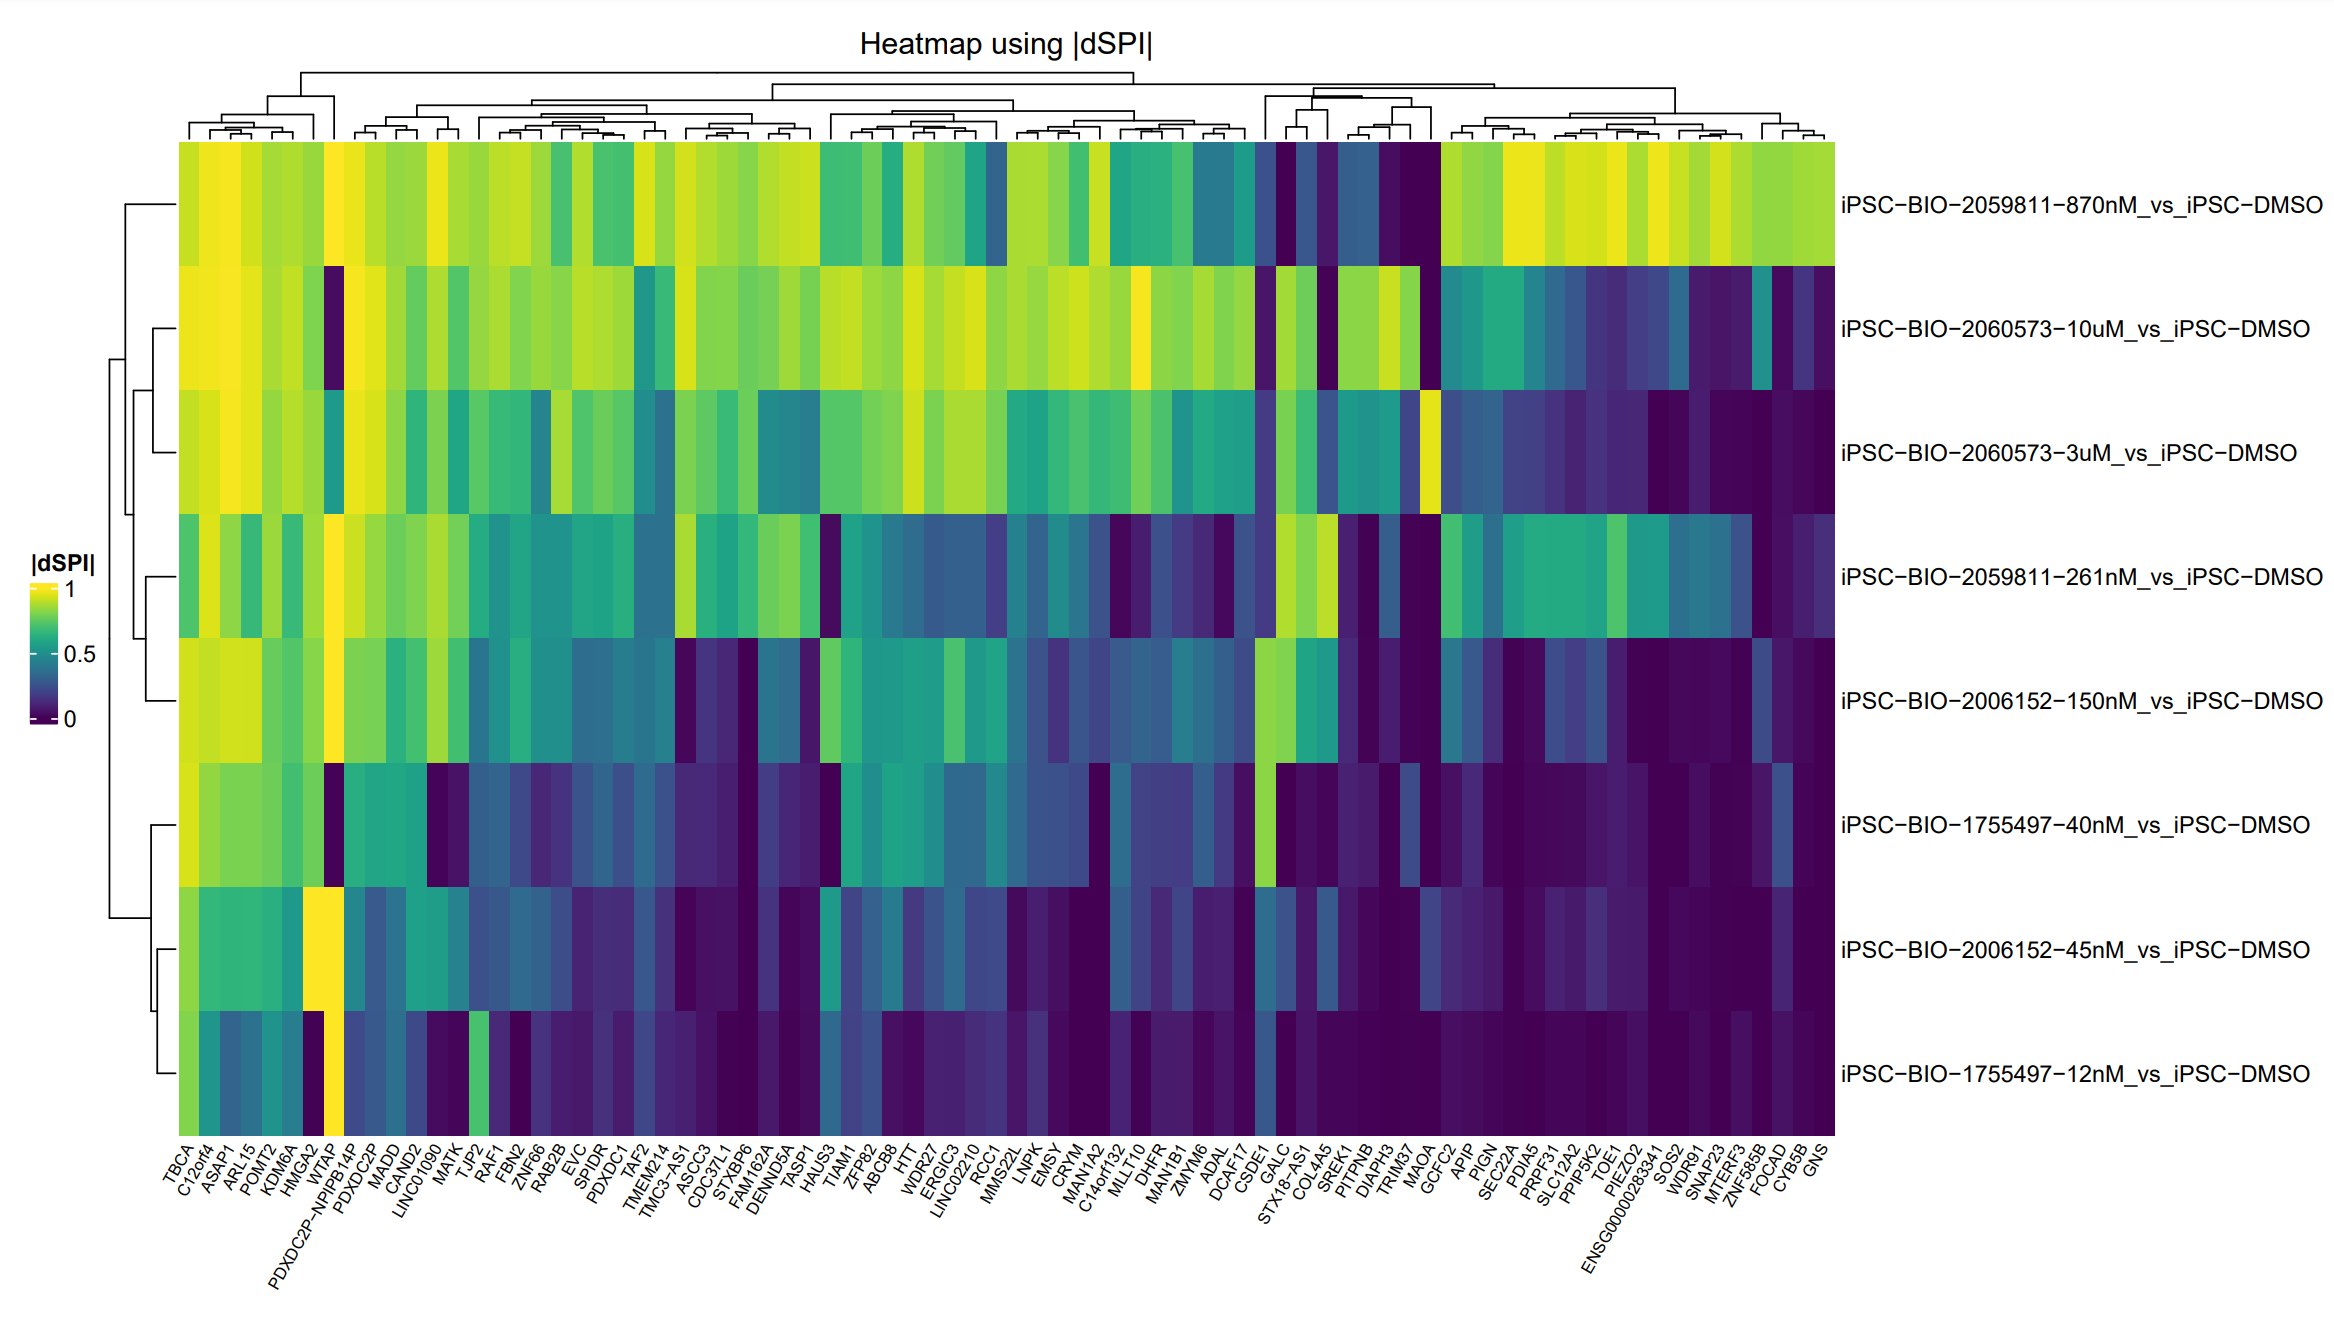 Heatmap using |dSPI|
iPSC−BIO−2059811−870nM_vs_iPSC−DMSO
iPSC−BIO−2060573−10uM_vs_iPSC−DMSO
iPSC−BIO−2060573−3uM_vs_iPSC−DMSO
iPSC−BIO−2059811−261nM_vs_iPSC−DMSO
iPSC−BIO−2006152−150nM_vs_iPSC−DMSO
iPSC−BIO−1755497−40nM_vs_iPSC−DMSO
iPSC−BIO−2006152−45nM_vs_iPSC−DMSO
iPSC−BIO−1755497−12nM_vs_iPSC−DMSO
|dSPI|
1
0.5
0
TBCA
C12orf4
ASAP1
ARL15
POMT2
KDM6A
HMGA2
WTAP
PDXDC2P−NPIPB14P
PDXDC2P
MADD
CAND2
LINC01090
MATK
TJP2
RAF1
FBN2
ZNF66
RAB2B
EVC
SPIDR
PDXDC1
TAF2
TMEM214
TMC3−AS1
ASCC3
CDC37L1
STXBP6
FAM162A
DENND5A
TASP1
HAUS3
TIAM1
ZFP82
ABCB8
HTT
WDR27
ERGIC3
LINC02210
RCC1
MMS22L
LNPK
EMSY
CRYM
MAN1A2
C14orf132
MLLT10
DHFR
MAN1B1
ZMYM6
ADAL
DCAF17
CSDE1
GALC
STX18−AS1
COL4A5
SREK1
PITPNB
DIAPH3
TRIM37
MAOA
GCFC2
APIP
PIGN
SEC22A
PDIA5
PRPF31
SLC12A2
PPIP5K2
TOE1
PIEZO2
ENSG0000283341
SOS2
WDR91
SNAP23
MTERF3
ZNF585B
FOCAD
CYB5B
GNS